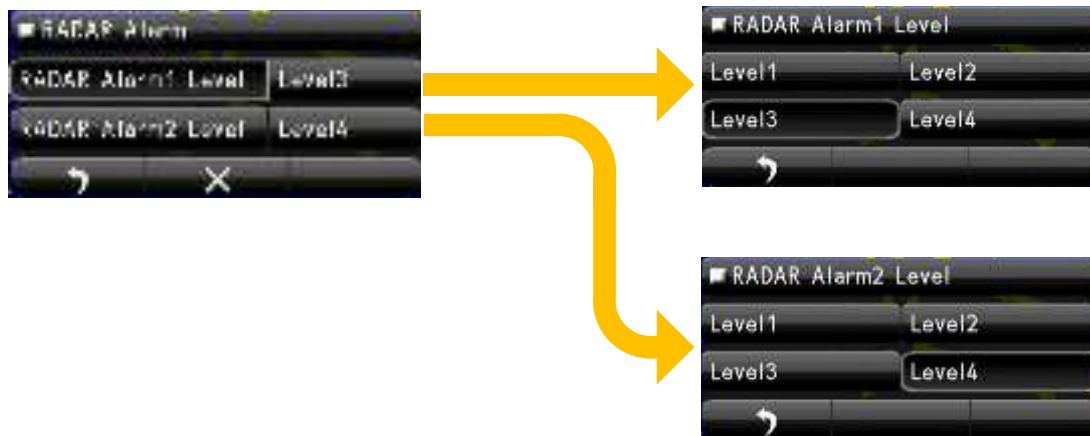 RADAR Alarm
RADAR Alarm1 Level Level3
RADAR Alarm2 Level Level4
RADAR Alarm1 Level
Level1 Level2
Level3 Level4
RADAR Alarm2 Level
Level1 Level2
Level3 Level4